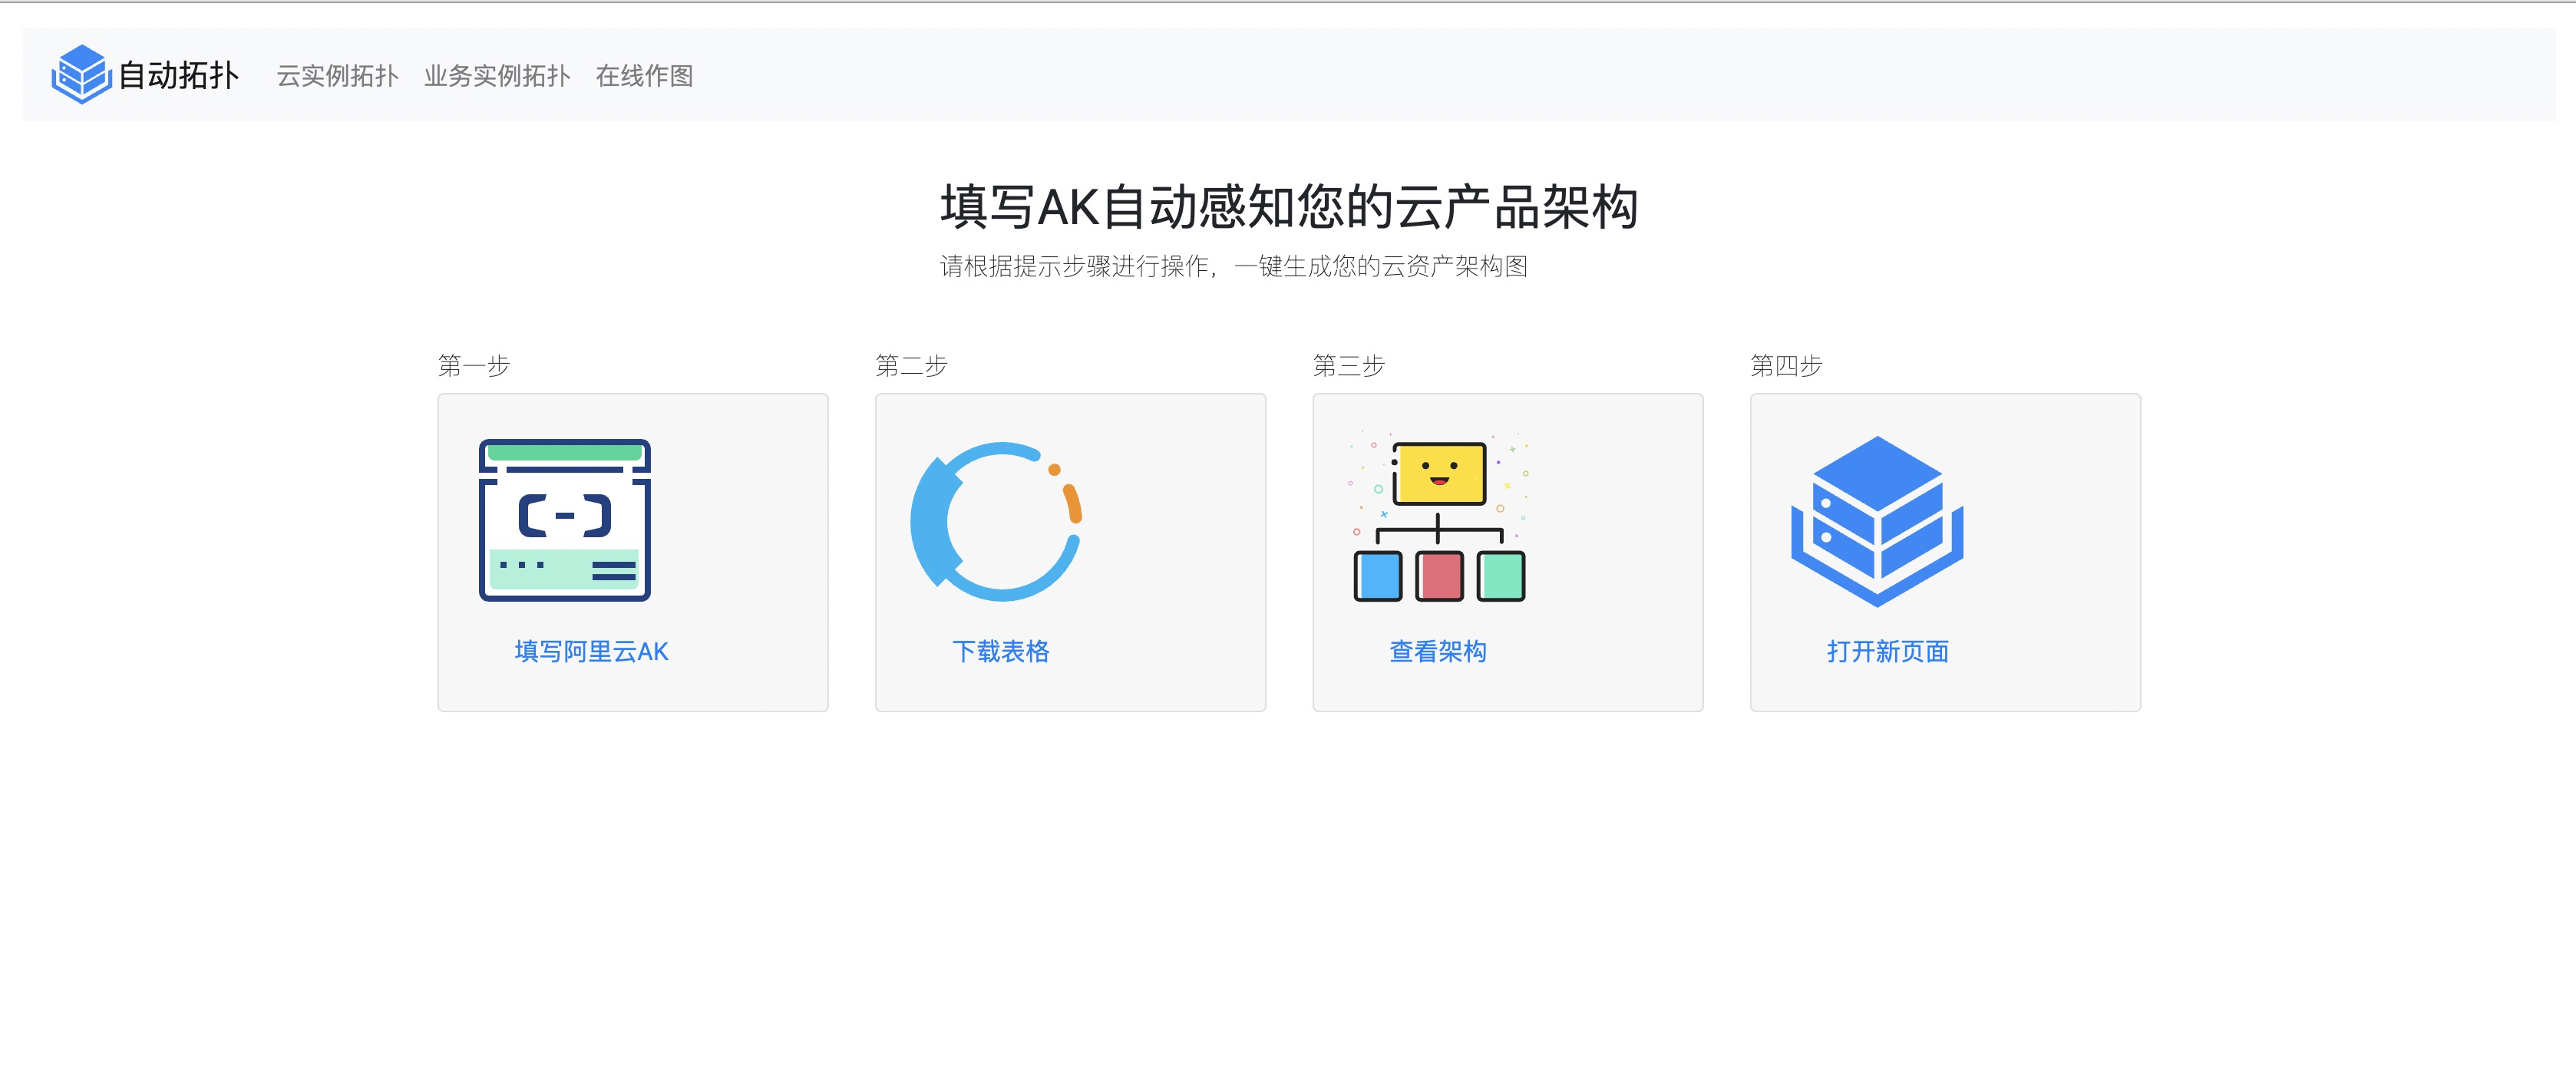 自动拓扑 云实例拓扑 业务实例拓扑 在线作图
填写AK自动感知您的云产品架构
请根据提示步骤进行操作，一键生成您的云资产架构图
第一步 第二步 第三步 第四步
填写阿里云AK 下载表格 查看架构 打开新页面